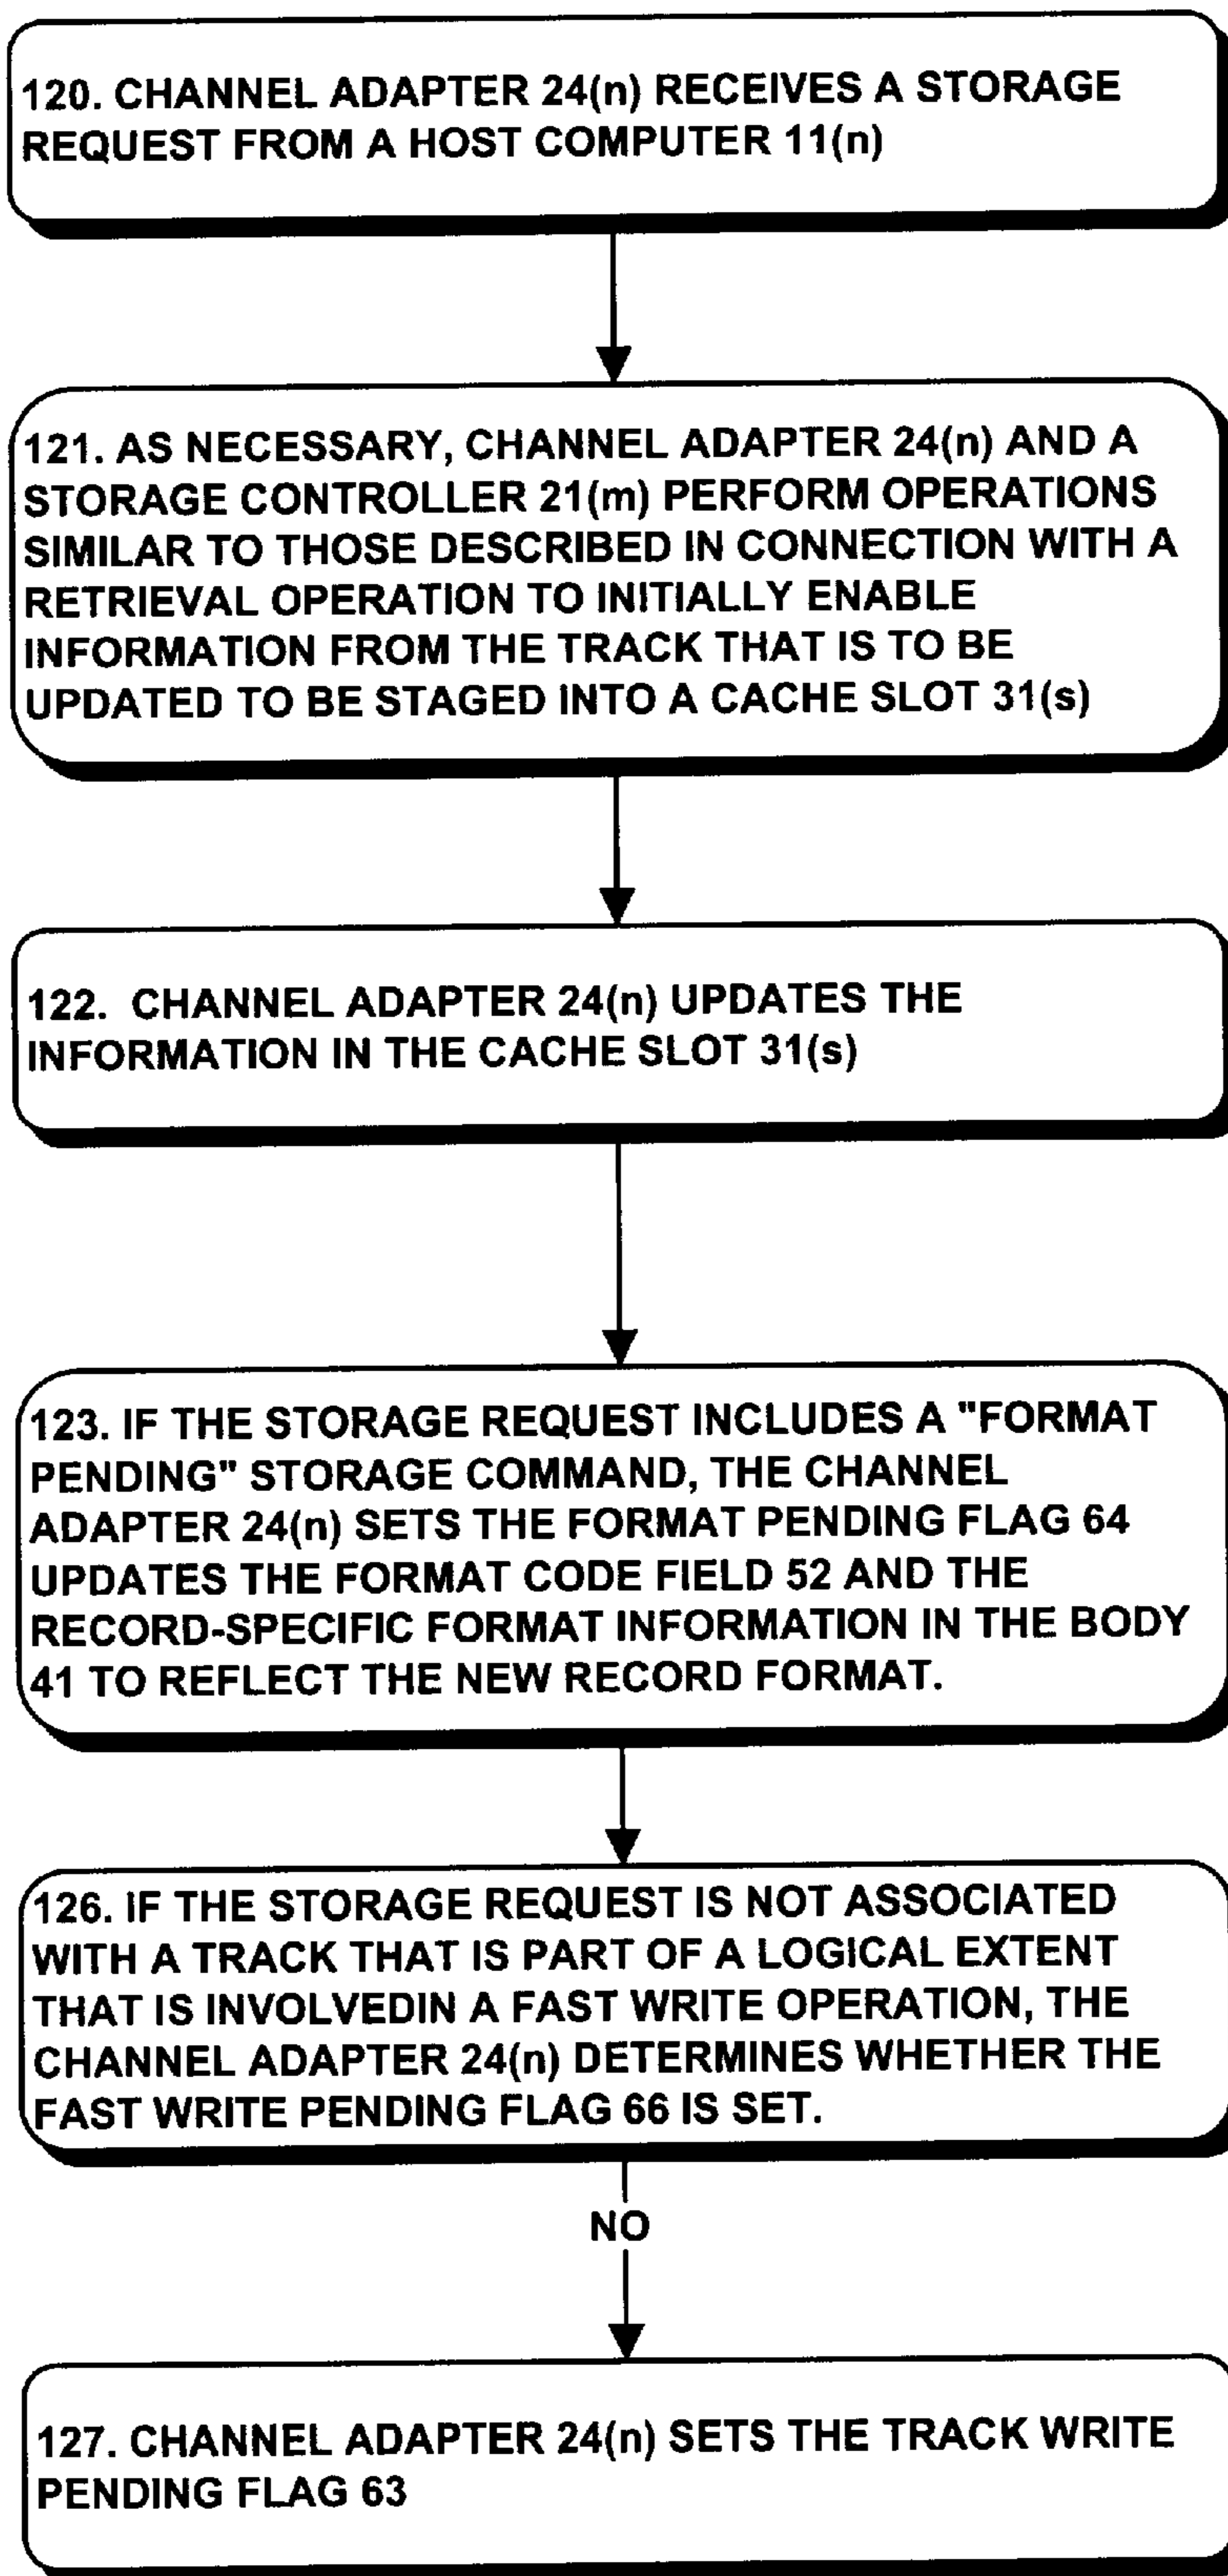 120. CHANNEL ADAPTER 24(n) RECEIVES A STORAGE
REQUEST FROM A HOST COMPUTER 11(n)
121. AS NECESSARY, CHANNEL ADAPTER 24(n) AND A
STORAGE CONTROLLER 21(m) PERFORM OPERATIONS
SIMILAR TO THOSE DESCRIBED IN CONNECTION WITH A
RETRIEVAL OPERATION TO INITIALLY ENABLE
INFORMATION FROM THE TRACK THAT IS TO BE
UPDATED TO BE STAGED INTO A CACHE SLOT 31(s)
122. CHANNEL ADAPTER 24(n) UPDATES THE
INFORMATION IN THE CACHE SLOT 31(s)
123. IF THE STORAGE REQUEST INCLUDES A "FORMAT
PENDING" STORAGE COMMAND, THE CHANNEL
ADAPTER 24(n) SETS THE FORMAT PENDING FLAG 64
UPDATES THE FORMAT CODE FIELD 52 AND THE
RECORD-SPECIFIC FORMAT INFORMATION IN THE BODY
41 TO REFLECT THE NEW RECORD FORMAT.
126. IF THE STORAGE REQUEST IS NOT ASSOCIATED
WITH A TRACK THAT IS PART OF A LOGICAL EXTENT
THAT IS INVOLVEDIN A FAST WRITE OPERATION, THE
CHANNEL ADAPTER 24(n) DETERMINES WHETHER THE
FAST WRITE PENDING FLAG 66 IS SET.
NO
127. CHANNEL ADAPTER 24(n) SETS THE TRACK WRITE
PENDING FLAG 63